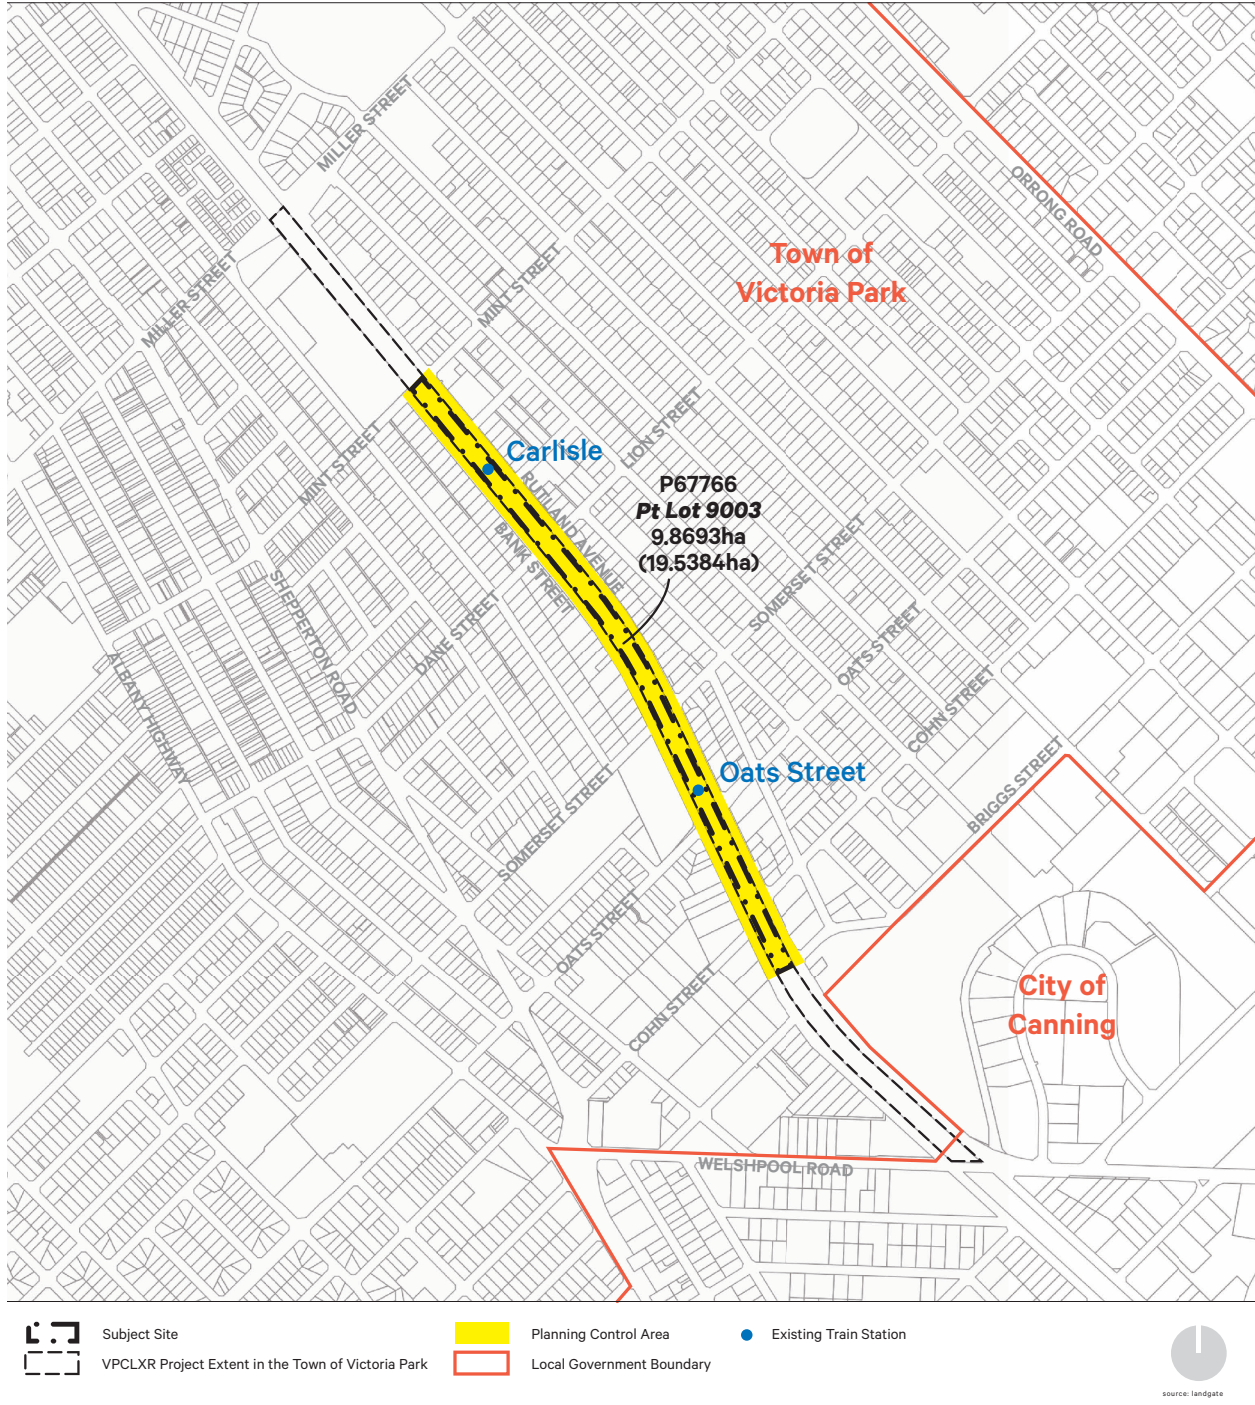 MILLER STREET
ORRONG ROAD
Town of
Victoria Park
MINT STREET
MILLER STREET
LION STREET
Carlisle
MINT STREET
P67766
Pt Lot 9003
9.8693ha
(19.5384ha)
RUTLAND AVENUE
BANK STREET
SOMERSET STREET
SHEPPERTON ROAD
DANE STREET
OATS STREET
ALBANY HIGHWAY
COHN STREET
Oats Street
BRIGGS STREET
SOMERSET STREET
OATS STREET
City of
Canning
COHN STREET
WELSHPOOL ROAD
Subject Site
VPCLXR Project Extent in the Town of Victoria Park
Planning Control Area
Local Government Boundary
Existing Train Station
source: landgate